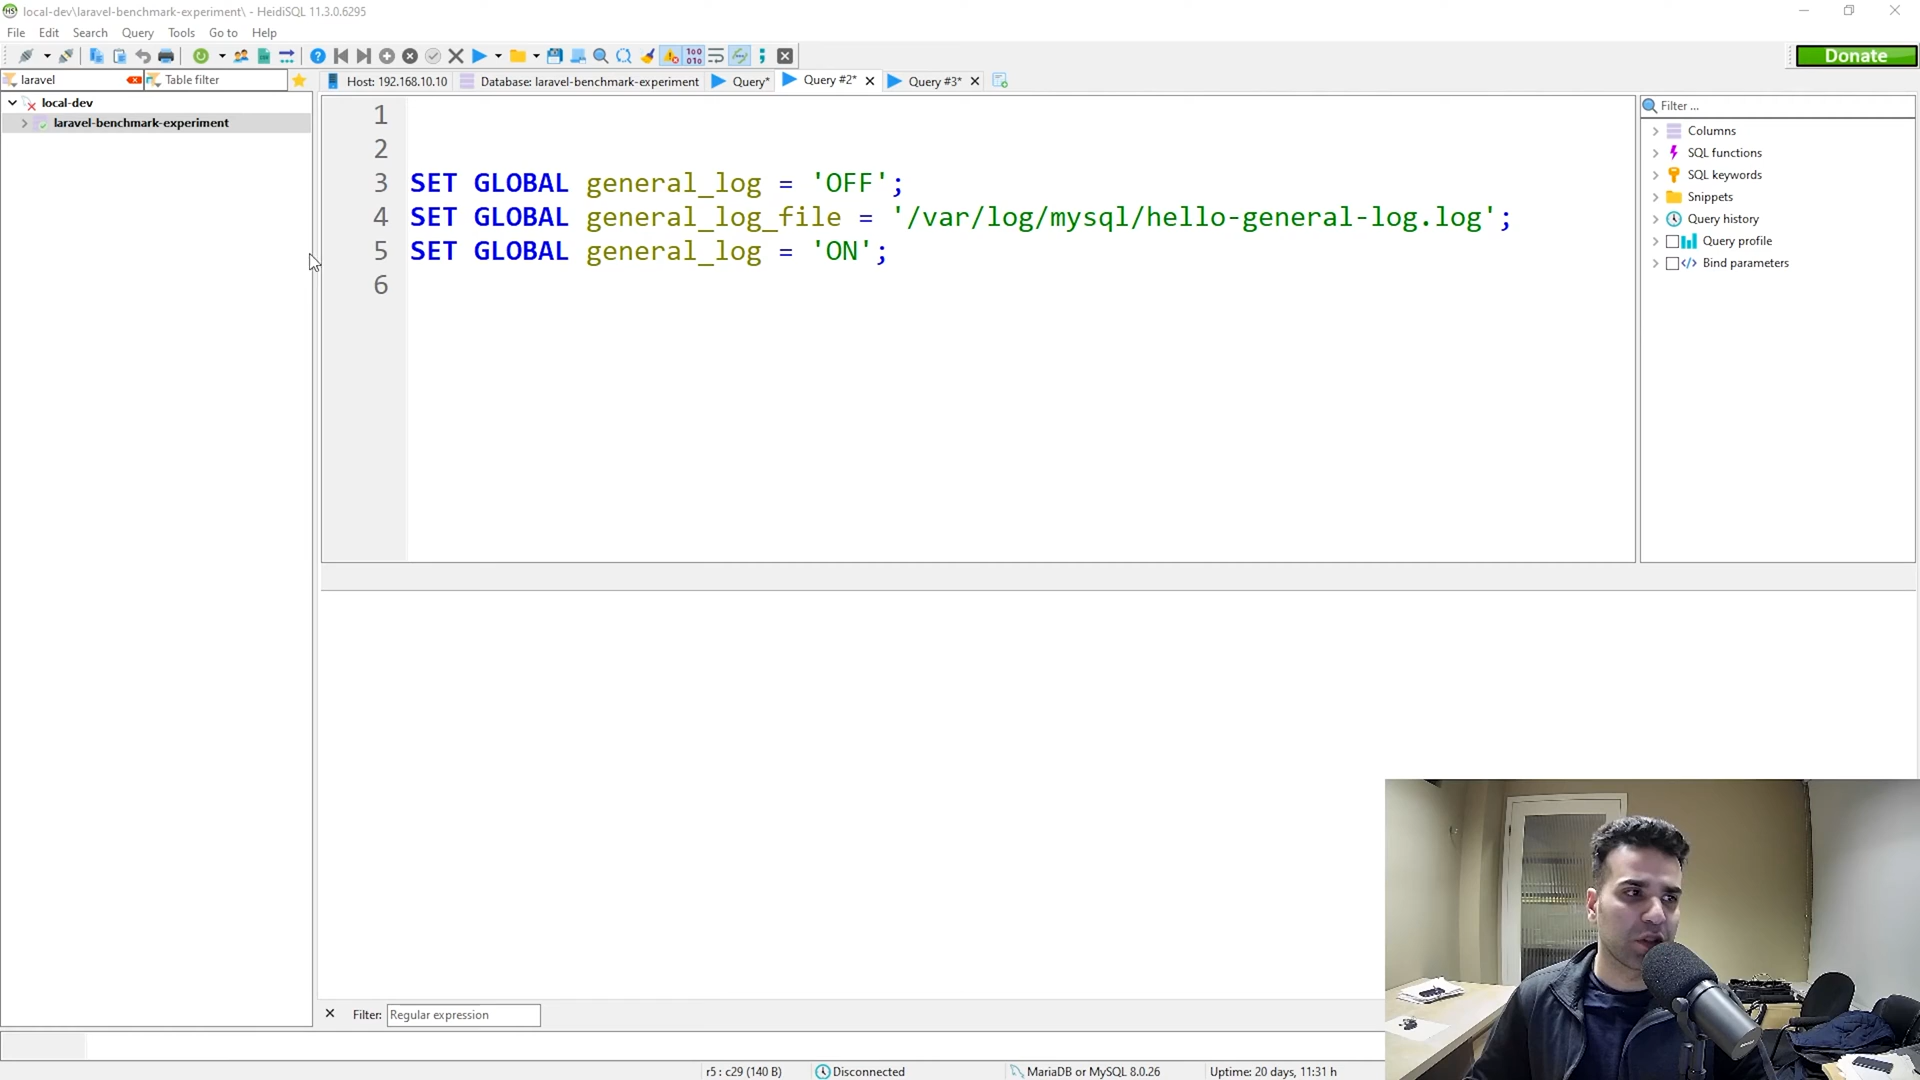 local-dev\laravel-benchmark-experiment\ - HeidiSQL 11.3.0.6295
File Edit Search Query Tools Go to Help
Donate
laravel
Table filter
Host: 192.168.10.10
Database: laravel-benchmark-experiment
Query*
Query #2*
Query #3*
local-dev
laravel-benchmark-experiment
1
2
3 SET GLOBAL general_log = 'OFF';
4 SET GLOBAL general_log_file = '/var/log/mysql/hello-general-log.log';
5 SET GLOBAL general_log = 'ON';
6
Filter ...
Columns
SQL functions
SQL keywords
Snippets
Query history
Query profile
Bind parameters
Filter: Regular expression
r5 : c29 (140 B)
Disconnected
MariaDB or MySQL 8.0.26
Uptime: 20 days, 11:31 h